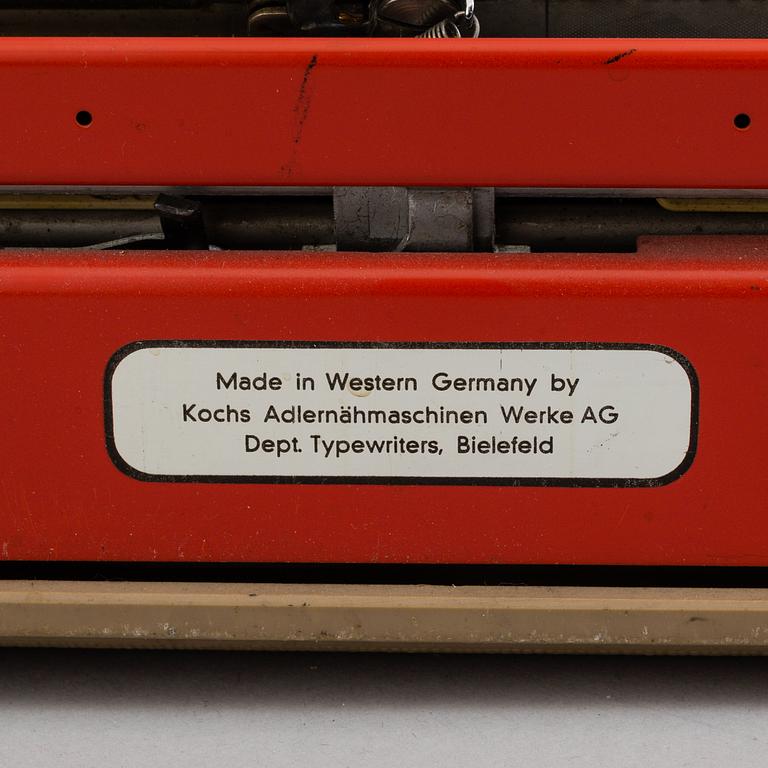 Made in Western Germany by
Kochs Adlernähmaschinen Werke AG
Dept. Typewriters, Bielefeld